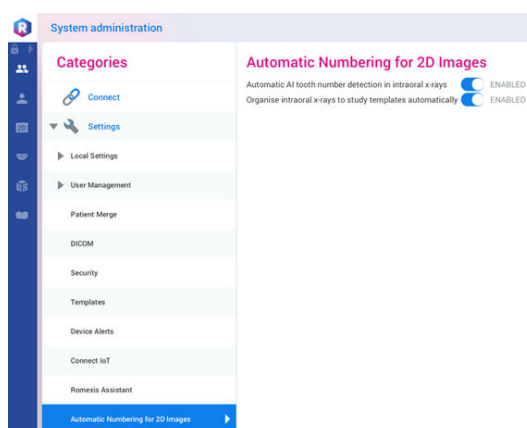 R
System administration
Categories
Connect
Settings
Local Settings
User Management
Patient Merge
DICOM
Security
Templates
Device Alerts
Connect IoT
Romexis Assistant
Automatic Numbering for 2D Images
Automatic Numbering for 2D Images
Automatic AI tooth number detection in intraoral x-rays ENABLED
Organise intraoral x-rays to study templates automatically ENABLED
2D